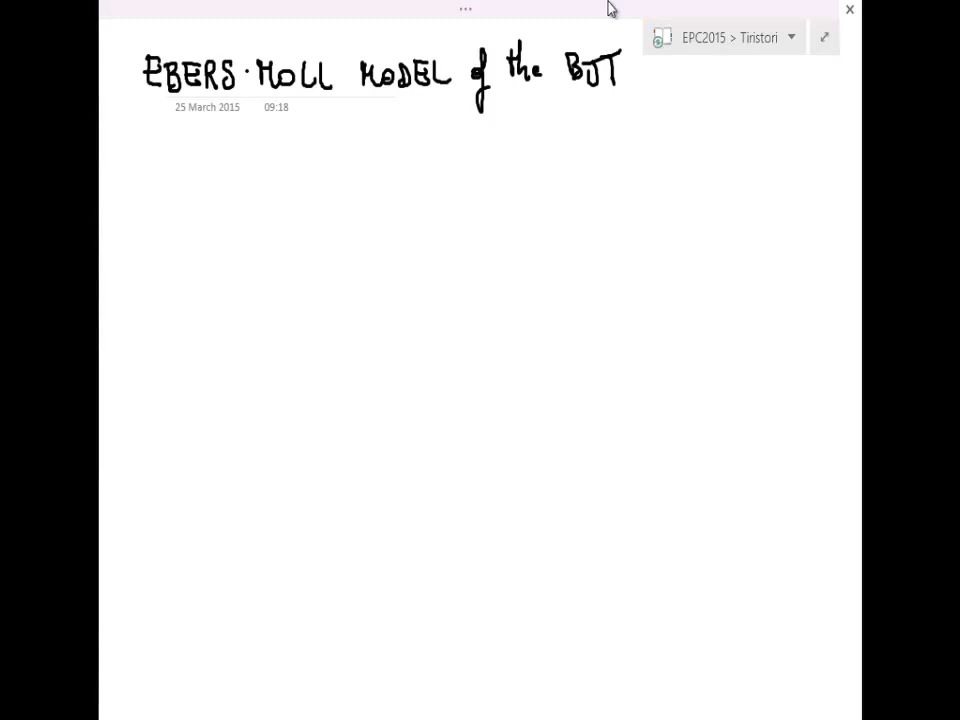 EPC2015 > Tiristori
EBERS-MOLL MODEL of the BJT
25 March 2015 09:18